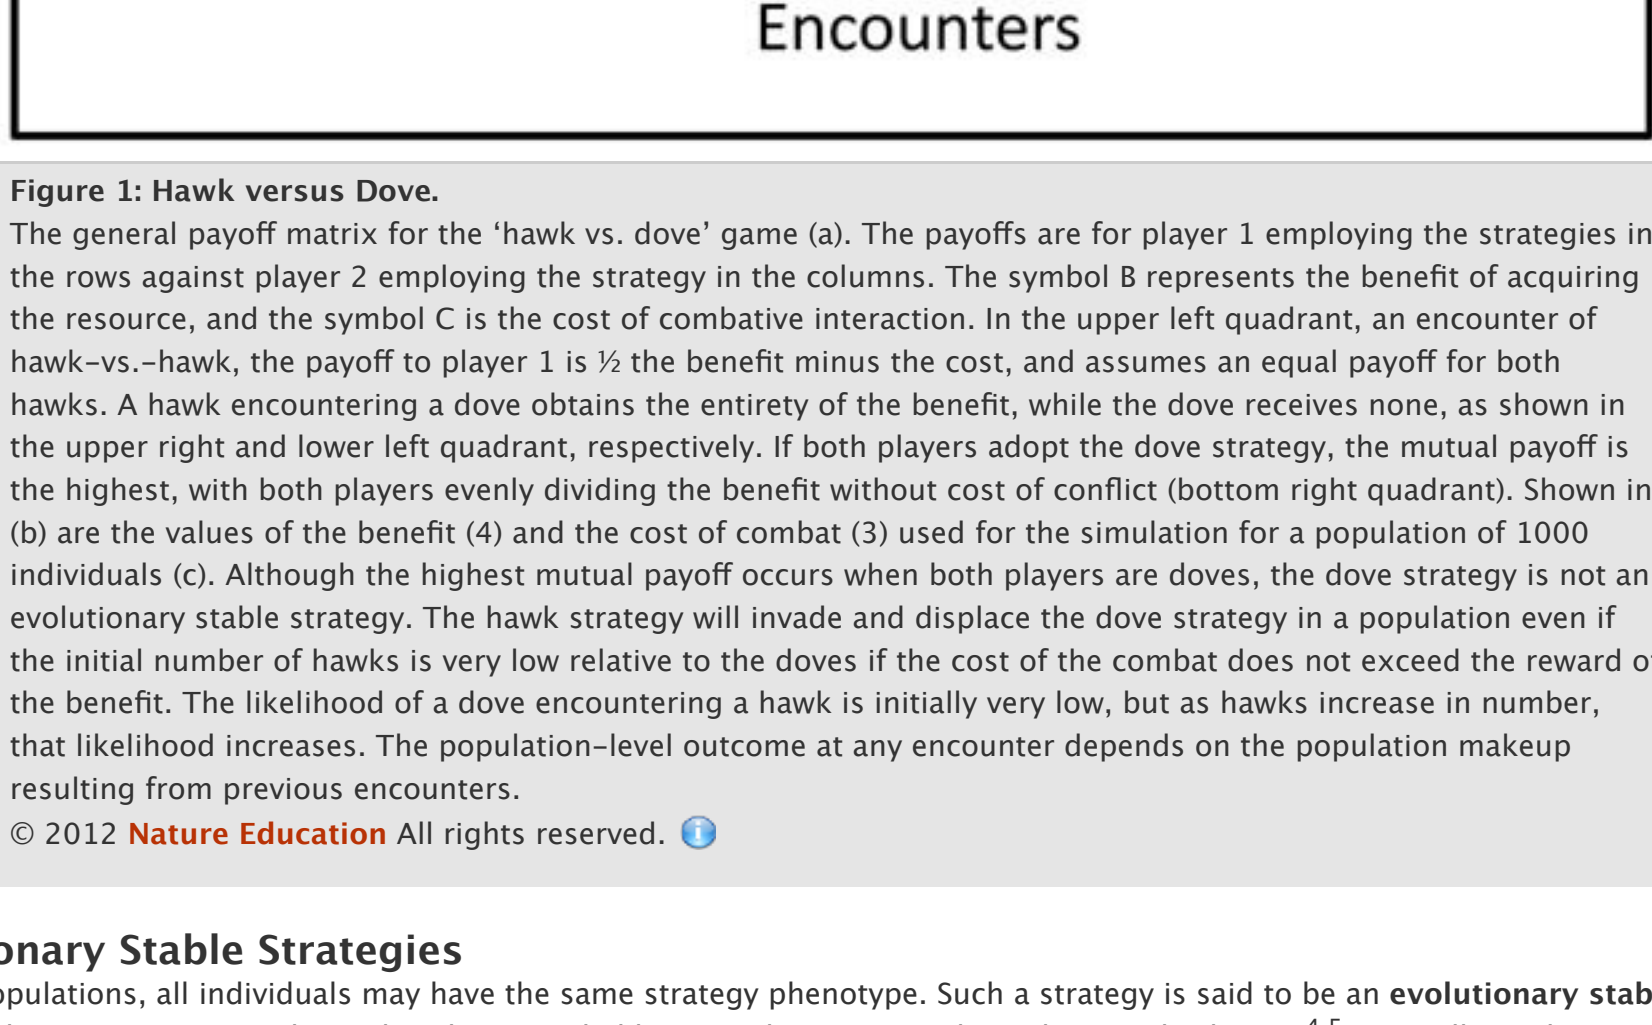 Encounters
Figure 1: Hawk versus Dove.
The general payoff matrix for the ‘hawk vs. dove’ game (a). The payoffs are for player 1 employing the strategies in
the rows against player 2 employing the strategy in the columns. The symbol B represents the benefit of acquiring
the resource, and the symbol C is the cost of combative interaction. In the upper left quadrant, an encounter of
hawk-vs.-hawk, the payoff to player 1 is ½ the benefit minus the cost, and assumes an equal payoff for both
hawks. A hawk encountering a dove obtains the entirety of the benefit, while the dove receives none, as shown in
the upper right and lower left quadrant, respectively. If both players adopt the dove strategy, the mutual payoff is
the highest, with both players evenly dividing the benefit without cost of conflict (bottom right quadrant). Shown in
(b) are the values of the benefit (4) and the cost of combat (3) used for the simulation for a population of 1000
individuals (c). Although the highest mutual payoff occurs when both players are doves, the dove strategy is not an
evolutionary stable strategy. The hawk strategy will invade and displace the dove strategy in a population even if
the initial number of hawks is very low relative to the doves if the cost of the combat does not exceed the reward of
the benefit. The likelihood of a dove encountering a hawk is initially very low, but as hawks increase in number,
that likelihood increases. The population-level outcome at any encounter depends on the population makeup
resulting from previous encounters.
© 2012 Nature Education All rights reserved.
onary Stable Strategies
opulations, all individuals may have the same strategy phenotype. Such a strategy is said to be an evolutionary stab
4,5